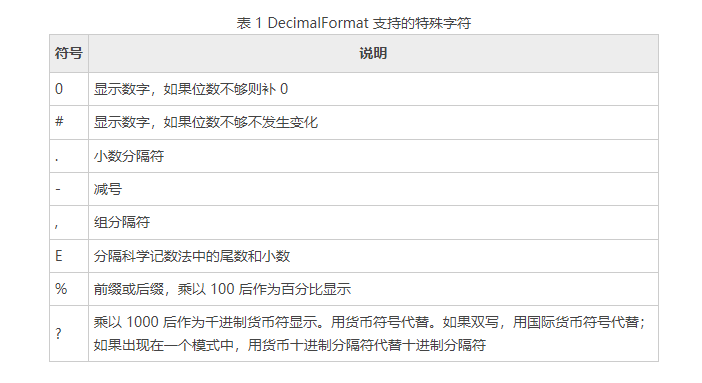 表 1 DecimalFormat 支持的特殊字符
符号 说明
0 显示数字，如果位数不够则补 0
# 显示数字，如果位数不够不发生变化
. 小数分隔符
- 减号
, 组分隔符
E 分隔科学记数法中的尾数和小数
% 前缀或后缀，乘以 100 后作为百分比显示
? 乘以 1000 后作为千进制货币符显示。用货币符号代替。如果双写，用国际货币符号代替；
如果出现在一个模式中，用货币十进制分隔符代替十进制分隔符